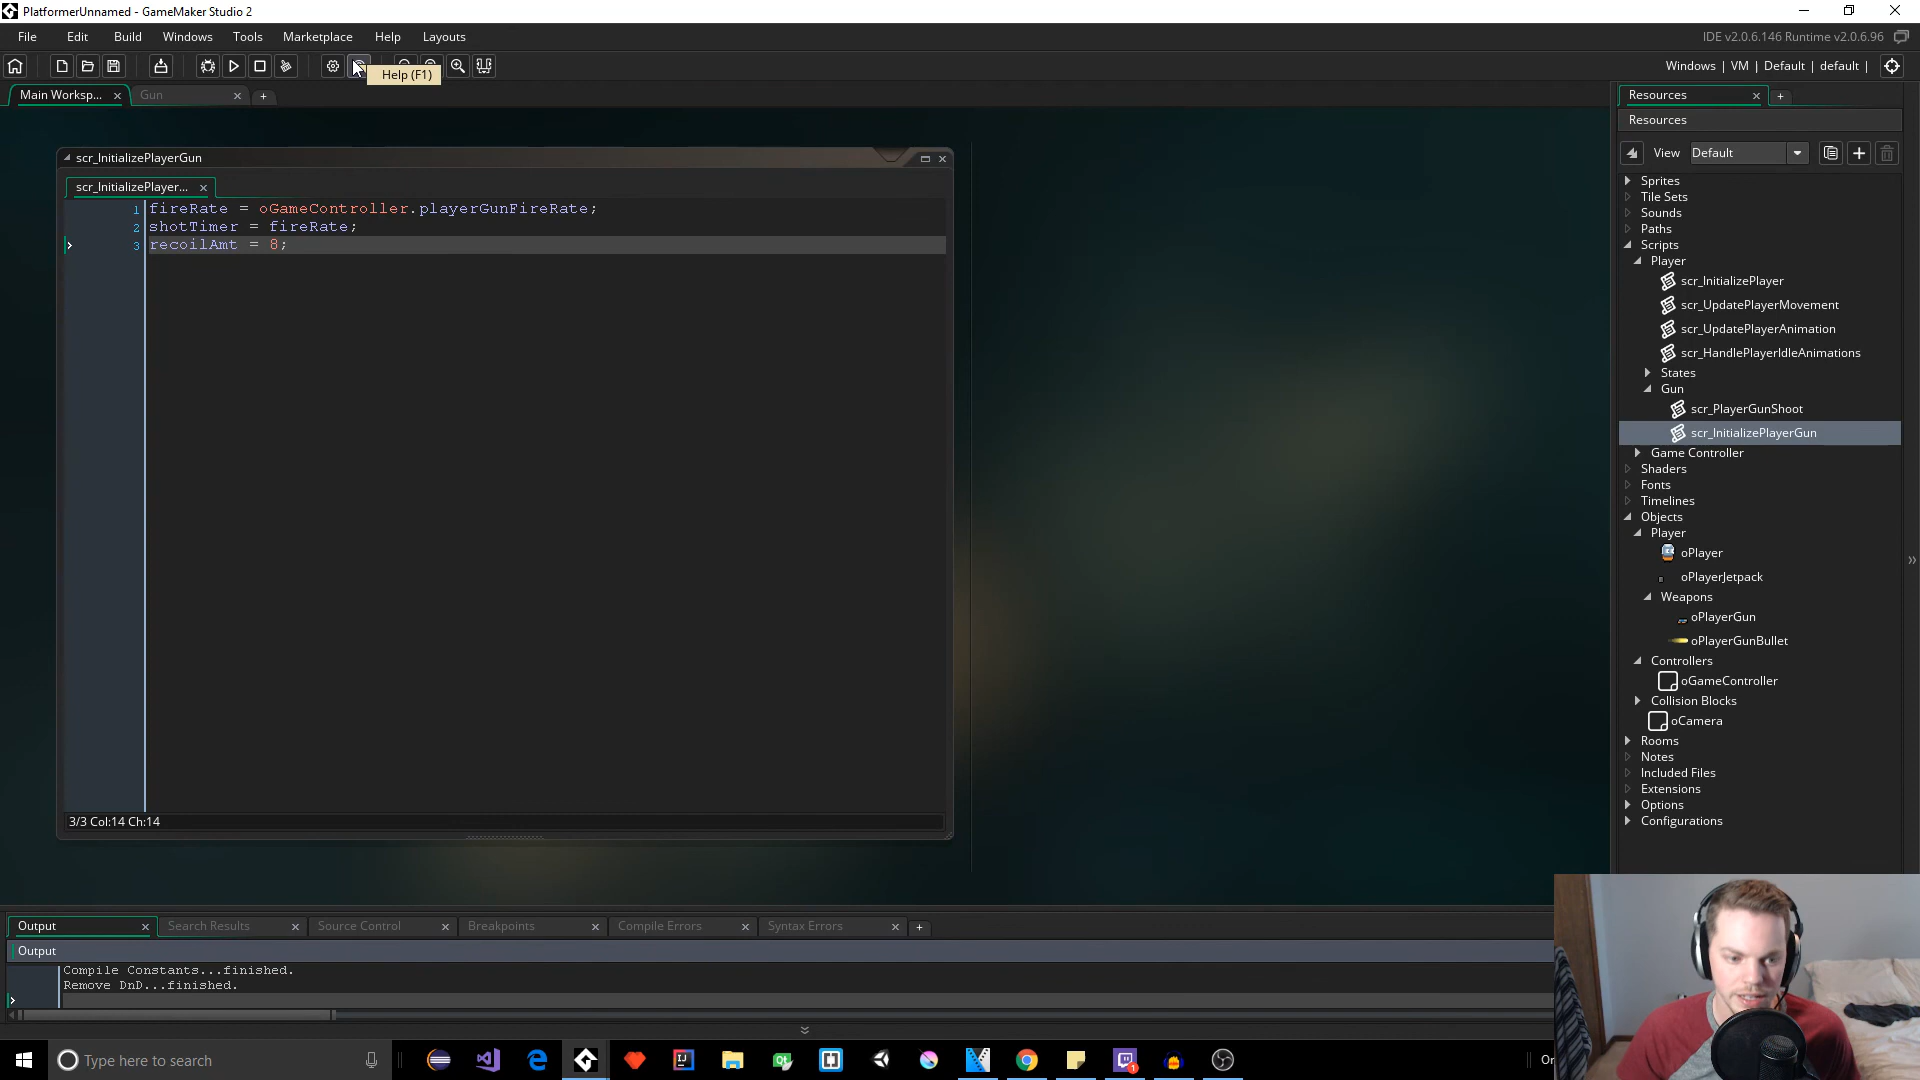 PlatformerUnnamed - GameMaker Studio 2
File Edit Build Windows Tools Marketplace Help Layouts
IDE v2.0.6.146 Runtime v2.0.6.96
Help (F1)
Windows | VM | Default | default |
Main Worksp...
Gun
Resources
Resources
View Default
scr_InitializePlayerGun
scr_InitializePlayer...
1 fireRate = oGameController.playerGunFireRate;
2 shotTimer = fireRate;
3 recoilAmt = 8;
3/3 Col:14 Ch:14
Sprites
Tile Sets
Sounds
Paths
Scripts
Player
scr_InitializePlayer
scr_UpdatePlayerMovement
scr_UpdatePlayerAnimation
scr_HandlePlayerIdleAnimations
States
Gun
scr_PlayerGunShoot
scr_InitializePlayerGun
Game Controller
Shaders
Fonts
Timelines
Objects
Player
oPlayer
oPlayerJetpack
Weapons
oPlayerGun
oPlayerGunBullet
Controllers
oGameController
Collision Blocks
oCamera
Rooms
Notes
Included Files
Extensions
Options
Configurations
Output Search Results Source Control Breakpoints Compile Errors Syntax Errors
Output
Compile Constants...finished.
Remove DnD...finished.
Type here to search